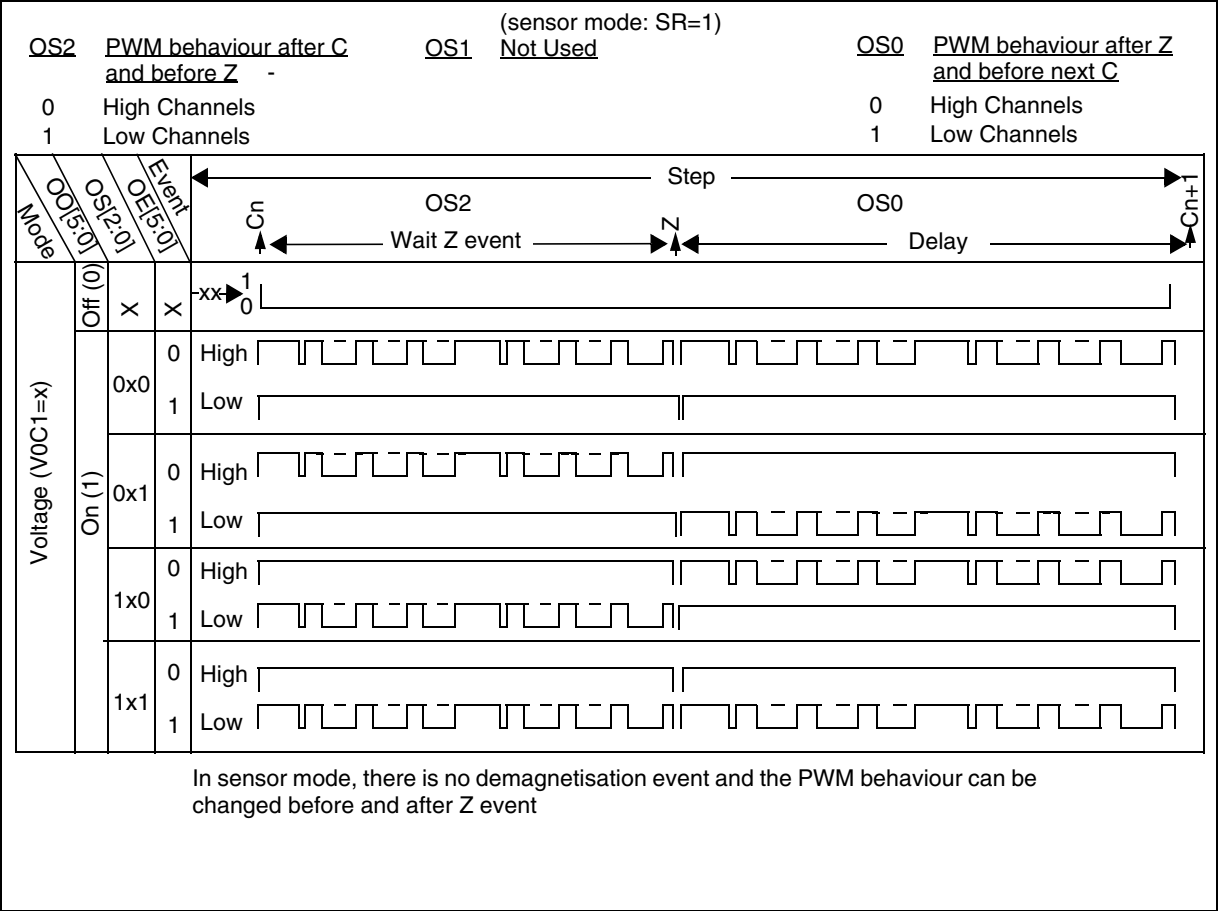 (sensor mode: SR=1)
OS2 PWM behaviour after C
and before Z -
0 High Channels
1 Low Channels
OS1 Not Used
OS0 PWM behaviour after Z
and before next C
0 High Channels
1 Low Channels
Mode
OO[5:0]
OS[2:0]
OE[5:0]
Event
Step
Cn
OS2
Wait Z event
Z
OS0
Delay
Cn+1
Voltage (V0C1=x)
Off (0)
X
X
xx
1
0
On (1)
0x0
0 High
1 Low
0x1
0 High
1 Low
1x0
0 High
1 Low
1x1
0 High
1 Low
In sensor mode, there is no demagnetisation event and the PWM behaviour can be
changed before and after Z event